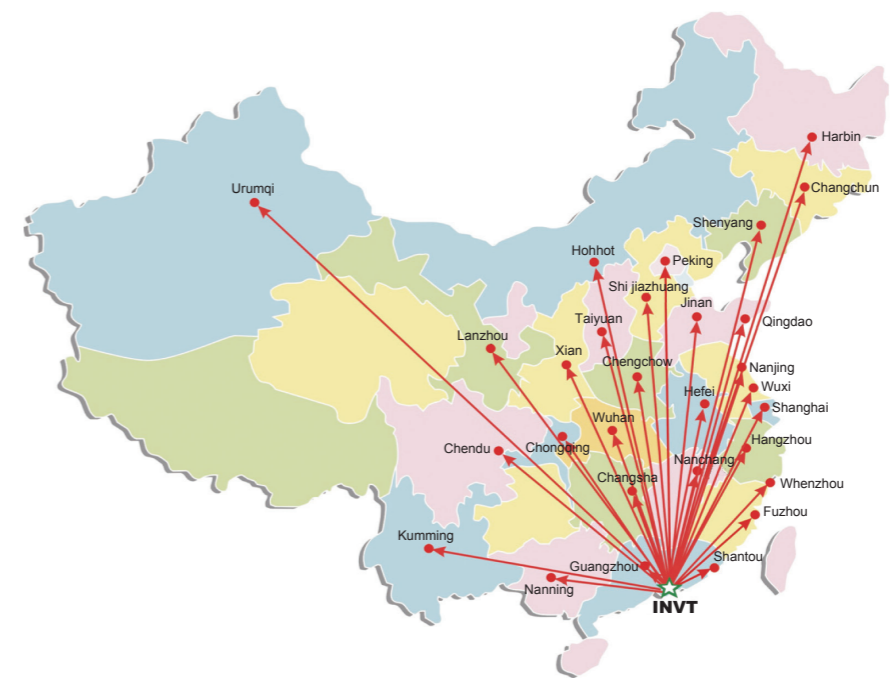 Harbin
Urumqi
Changchun
Shenyang
Hohhot
Peking
Shi jiazhuang
Jinan
Taiyuan
Qingdao
Lanzhou
Xian
Chengchow
Nanjing
Wuxi
Hefei
Shanghai
Wuhan
Chendu
Chongqing
Hangzhou
Nanchang
Changsha
Whenzhou
Fuzhou
Kumming
Shantou
Guangzhou
Nanning
INVT